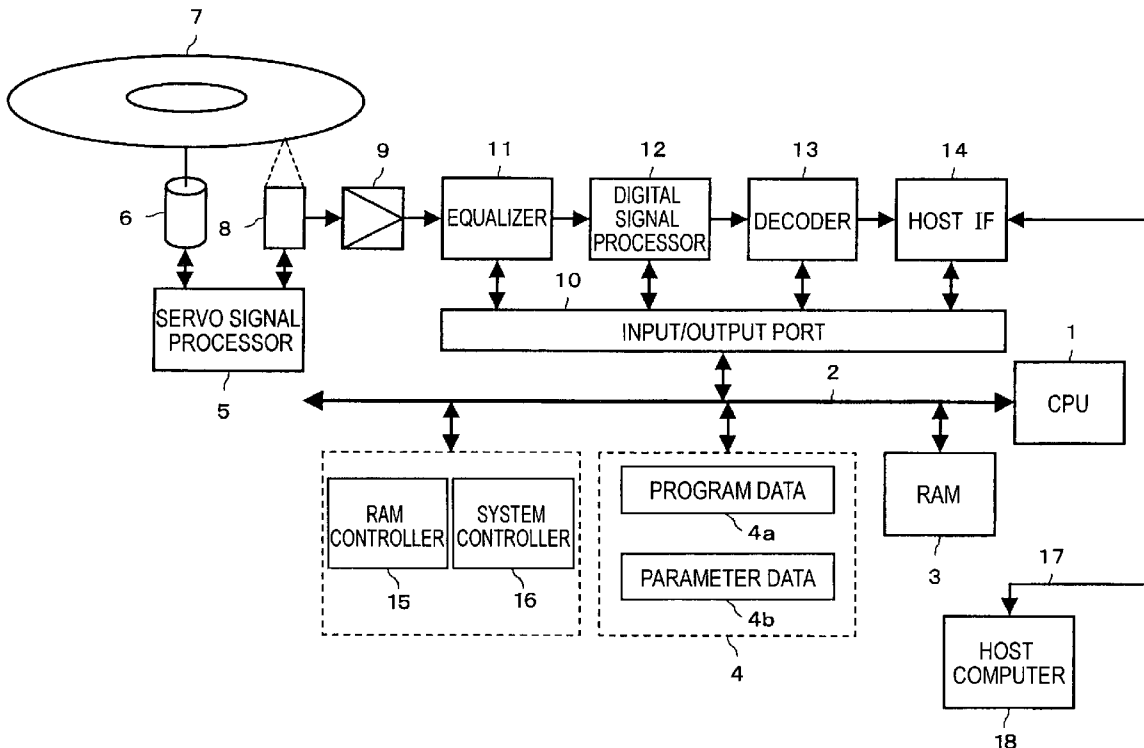 7
9
11
12
13
14
6
8
EQUALIZER
DIGITAL
SIGNAL
PROCESSOR
DECODER
HOST IF
10
SERVO SIGNAL
PROCESSOR
INPUT/OUTPUT PORT
5
2
1
CPU
RAM
CONTROLLER
SYSTEM
CONTROLLER
PROGRAM DATA
4a
RAM
15
16
PARAMETER DATA
4b
3
17
4
HOST
COMPUTER
18